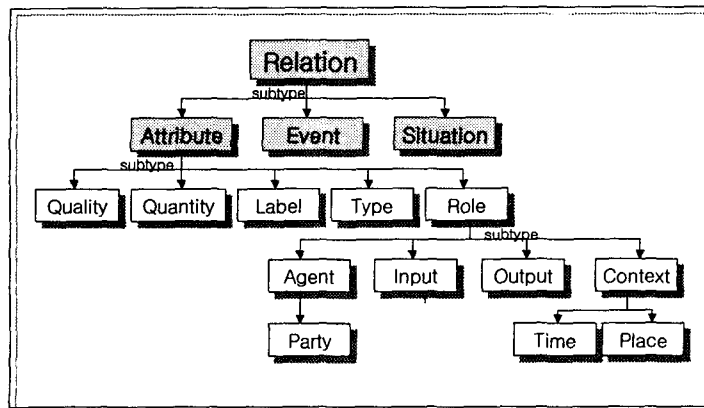 Relation
subtype
Attribute Event Situation
subtype
Quality Quantity Label Type Role
subtype
Agent Input Output Context
Party Time Place